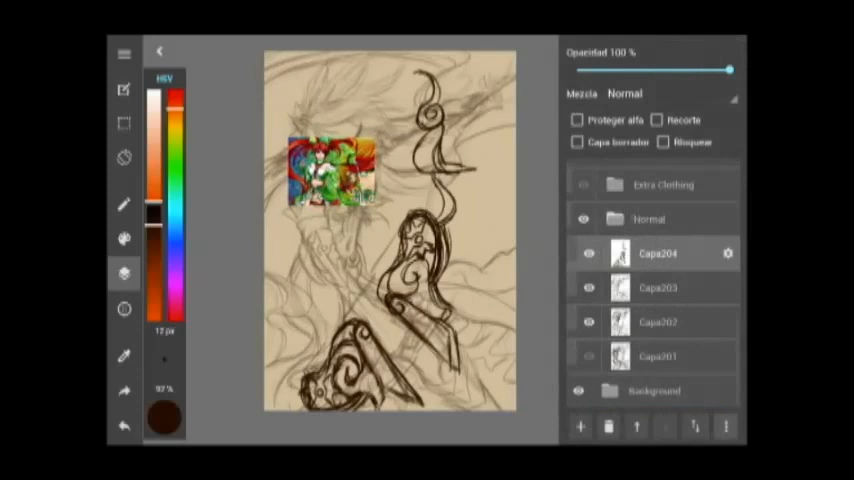 HSV
12 px
92 %
Opacidad 100 %
Mezcla Normal
Proteger alfa Recorte
Capa borrador Bloquear
Extra Clothing
Normal
Capa204
Capa203
Capa202
Capa201
Background